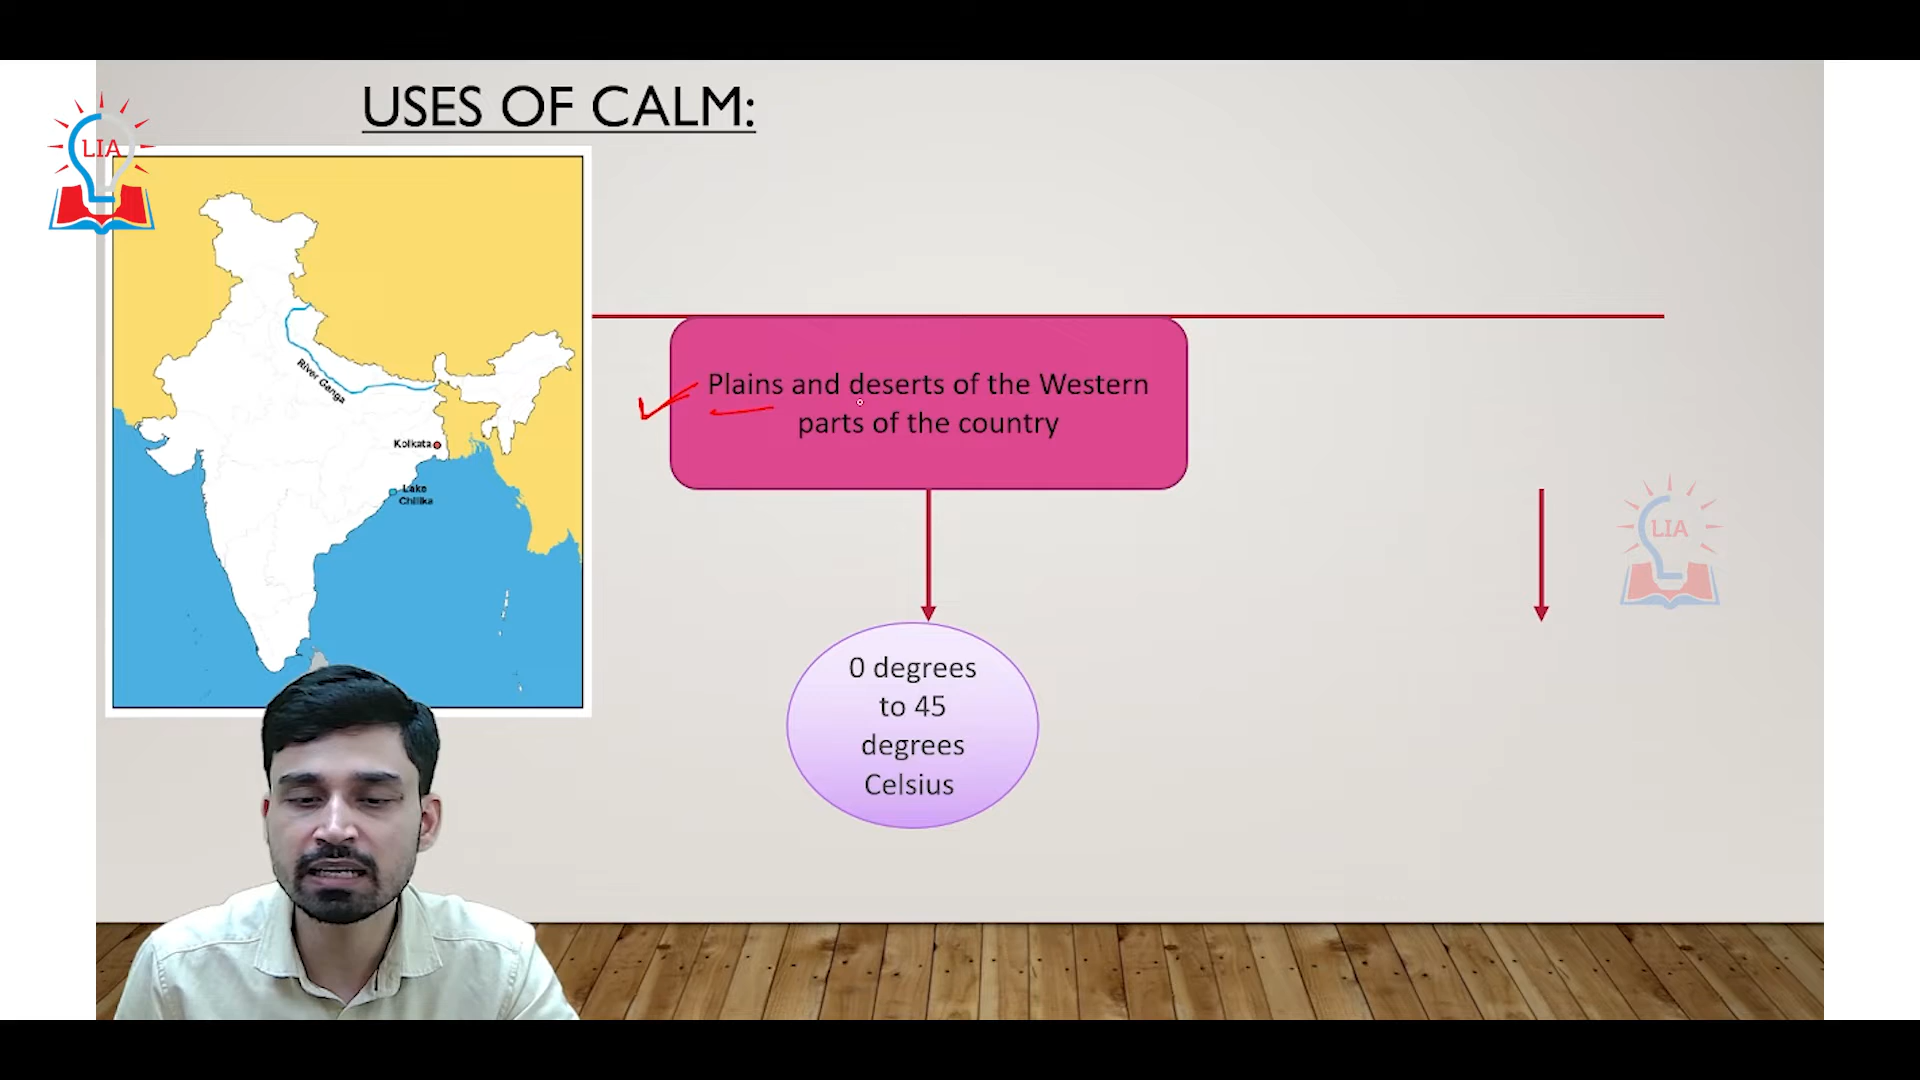 USES OF CALM:
LIA
River Ganga
Kolkata
Lake
Chilika
Plains and deserts of the Western
parts of the country
LIA
0 degrees
to 45
degrees
Celsius